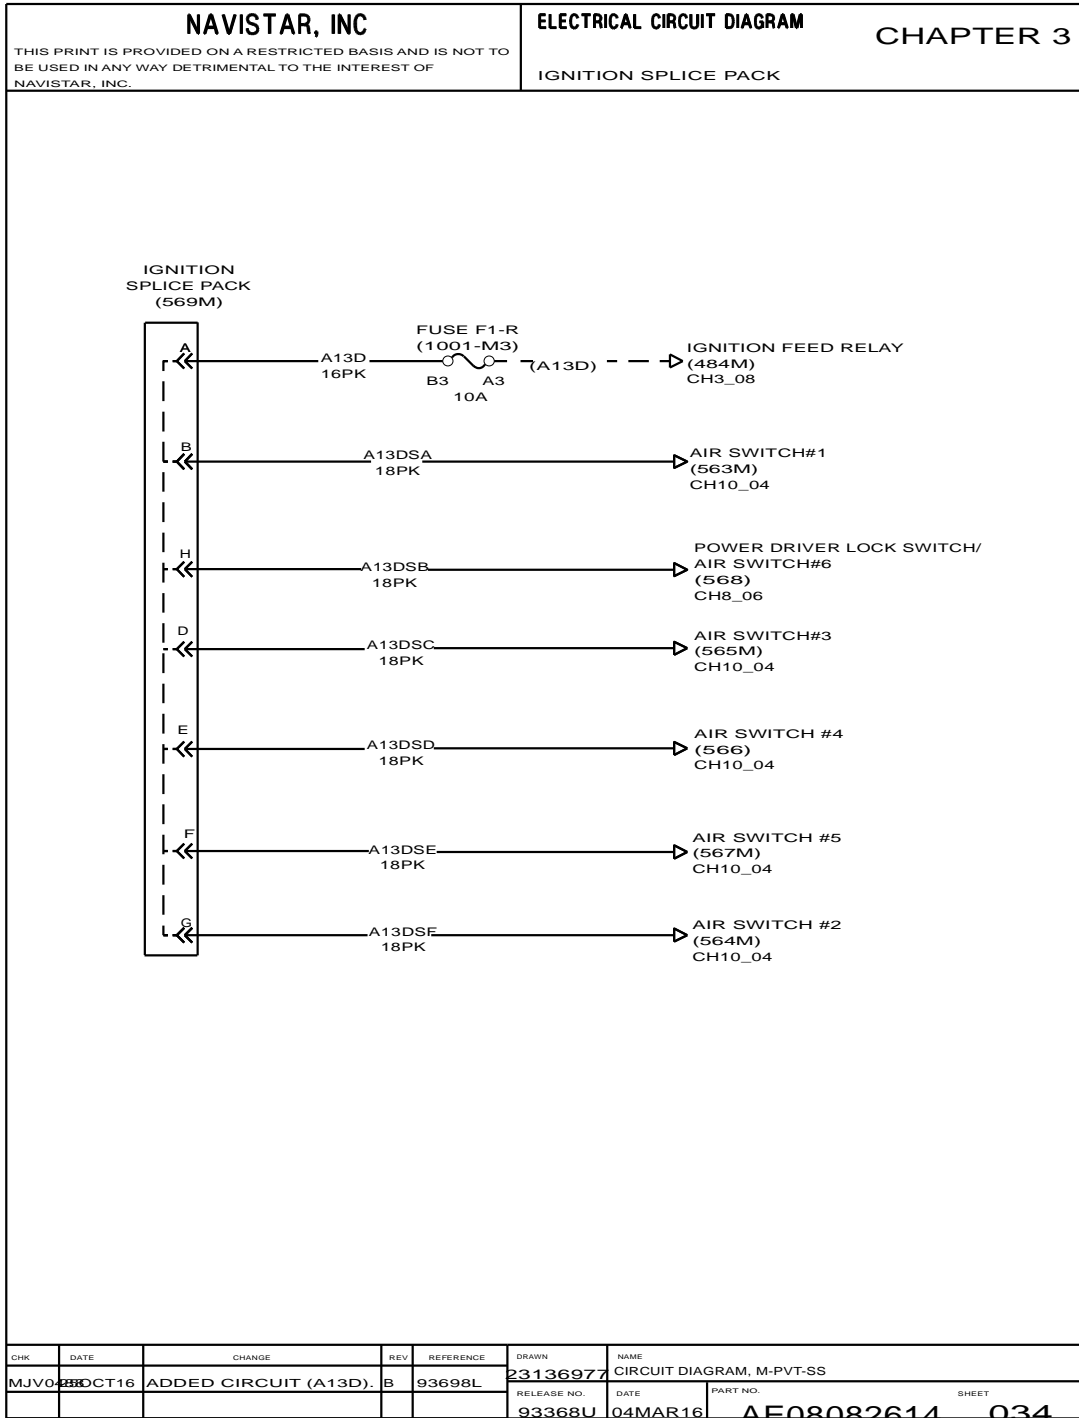 NAVISTAR, INC
THIS PRINT IS PROVIDED ON A RESTRICTED BASIS AND IS NOT TO
BE USED IN ANY WAY DETRIMENTAL TO THE INTEREST OF
NAVISTAR, INC.
ELECTRICAL CIRCUIT DIAGRAM
IGNITION SPLICE PACK
CHAPTER 3
IGNITION
SPLICE PACK
(569M)
A
A13D
16PK
FUSE F1-R
(1001-M3)
B3 A3
10A
(A13D)
IGNITION FEED RELAY
(484M)
CH3_08
B
A13DSA
18PK
AIR SWITCH#1
(563M)
CH10_04
H
A13DSB
18PK
POWER DRIVER LOCK SWITCH/
AIR SWITCH#6
(568)
CH8_06
D
A13DSC
18PK
AIR SWITCH#3
(565M)
CH10_04
E
A13DSD
18PK
AIR SWITCH #4
(566)
CH10_04
F
A13DSE
18PK
AIR SWITCH #5
(567M)
CH10_04
G
A13DSF
18PK
AIR SWITCH #2
(564M)
CH10_04
CHK DATE CHANGE REV REFERENCE
ADDED CIRCUIT (A13D). B 93698L
DRAWN
23136977
NAME
CIRCUIT DIAGRAM, M-PVT-SS
RELEASE NO.
93368U
DATE
04MAR16
PART NO.
AE08082614
SHEET
034